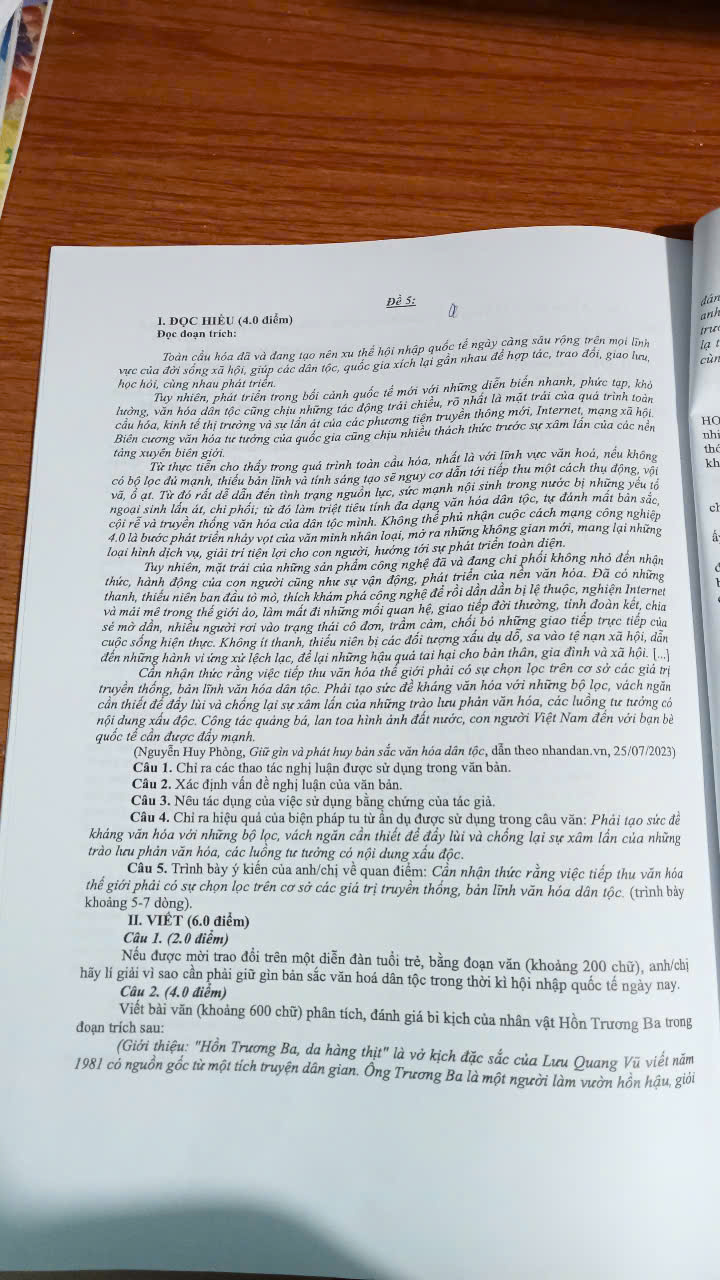 Đề 5:
I. ĐỌC HIỂU (4.0 điểm)
Đọc đoạn trích:
Toàn cầu hóa đã và đang tạo nên xu thế hội nhập quốc tế ngày càng sâu rộng trên mọi lĩnh
vực của đời sống xã hội, giúp các dân tộc, quốc gia xích lại gần nhau để hợp tác, trao đổi, giao lưu,
học hỏi, cùng nhau phát triển.
Tuy nhiên, phát triển trong bối cảnh quốc tế mới với những diễn biến nhanh, phức tạp, khó
lường, văn hóa dân tộc cũng chịu những tác động trái chiều, rõ nhất là mặt trái của quá trình toàn
cầu hóa, kinh tế thị trường và sự lấn át của các phương tiện truyền thông mới, Internet, mạng xã hội.
Biên cương văn hóa tư tưởng của quốc gia cũng chịu nhiều thách thức trước sự xâm lấn của các nền
tảng xuyên biên giới.
Từ thực tiễn cho thấy trong quá trình toàn cầu hóa, nhất là với lĩnh vực văn hoá, nếu không
có bộ lọc đủ mạnh, thiếu bản lĩnh và tính sáng tạo sẽ nguy cơ dẫn tới tiếp thu một cách thụ động, vội
vã, ồ ạt. Từ đó rất dễ dẫn đến tình trạng nguồn lực, sức mạnh nội sinh trong nước bị những yếu tố
ngoại sinh lấn át, chi phối; từ đó làm triệt tiêu tính đa dạng văn hóa dân tộc, tự đánh mất bản sắc,
cội rễ và truyền thống văn hóa của dân tộc mình. Không thể phủ nhận cuộc cách mạng công nghiệp
4.0 là bước phát triển nhảy vọt của văn minh nhân loại, mở ra những không gian mới, mang lại những
loại hình dịch vụ, giải trí tiện lợi cho con người, hướng tới sự phát triển toàn diện.
Tuy nhiên, mặt trái của những sản phẩm công nghệ đã và đang chi phối không nhỏ đến nhận
thức, hành động của con người cũng như sự vận động, phát triển của nền văn hóa. Đã có những
thanh, thiếu niên ban đầu tò mò, thích khám phá công nghệ để rồi dần dần bị lệ thuộc, nghiện Internet
và mải mê trong thế giới ảo, làm mất đi những mối quan hệ, giao tiếp đời thường, tình đoàn kết, chia
sẻ mờ dần, nhiều người rơi vào trạng thái cô đơn, trầm cảm, chối bỏ những giao tiếp trực tiếp của
cuộc sống hiện thực. Không ít thanh, thiếu niên bị các đối tượng xấu dụ dỗ, sa vào tệ nạn xã hội, dẫn
đến những hành vi ứng xử lệch lạc, để lại những hậu quả tai hại cho bản thân, gia đình và xã hội. [...]
Cần nhận thức rằng việc tiếp thu văn hóa thế giới phải có sự chọn lọc trên cơ sở các giá trị
truyền thống, bản lĩnh văn hóa dân tộc. Phải tạo sức đề kháng văn hóa với những bộ lọc, vách ngăn
cần thiết để đẩy lùi và chống lại sự xâm lấn của những trào lưu phản văn hóa, các luồng tư tưởng có
nội dung xấu độc. Công tác quảng bá, lan toa hình ảnh đất nước, con người Việt Nam đến với bạn bè
quốc tế cần được đẩy mạnh.
(Nguyễn Huy Phòng, Giữ gìn và phát huy bản sắc văn hóa dân tộc, dẫn theo nhandan.vn, 25/07/2023)
Câu 1. Chỉ ra các thao tác nghị luận được sử dụng trong văn bản.
Câu 2. Xác định vấn đề nghị luận của văn bản.
Câu 3. Nêu tác dụng của việc sử dụng bằng chứng của tác giả.
Câu 4. Chỉ ra hiệu quả của biện pháp tu từ ẩn dụ được sử dụng trong câu văn: Phải tạo sức đề
kháng văn hóa với những bộ lọc, vách ngăn cần thiết để đẩy lùi và chống lại sự xâm lấn của những
trào lưu phản văn hóa, các luồng tư tưởng có nội dung xấu độc.
Câu 5. Trình bày ý kiến của anh/chị về quan điểm: Cần nhận thức rằng việc tiếp thu văn hóa
thế giới phải có sự chọn lọc trên cơ sở các giá trị truyền thống, bản lĩnh văn hóa dân tộc. (trình bày
khoảng 5-7 dòng).
II. VIẾT (6.0 điểm)
Câu 1. (2.0 điểm)
Nếu được mời trao đổi trên một diễn đàn tuổi trẻ, bằng đoạn văn (khoảng 200 chữ), anh/chị
hãy lí giải vì sao cần phải giữ gìn bản sắc văn hoá dân tộc trong thời kì hội nhập quốc tế ngày nay.
Câu 2. (4.0 điểm)
Viết bài văn (khoảng 600 chữ) phân tích, đánh giá bi kịch của nhân vật Hồn Trương Ba trong
đoạn trích sau:
(Giới thiệu: "Hồn Trương Ba, da hàng thịt" là vở kịch đặc sắc của Lưu Quang Vũ viết năm
1981 có nguồn gốc từ một tích truyện dân gian. Ông Trương Ba là một người làm vườn hồn hậu, giỏi